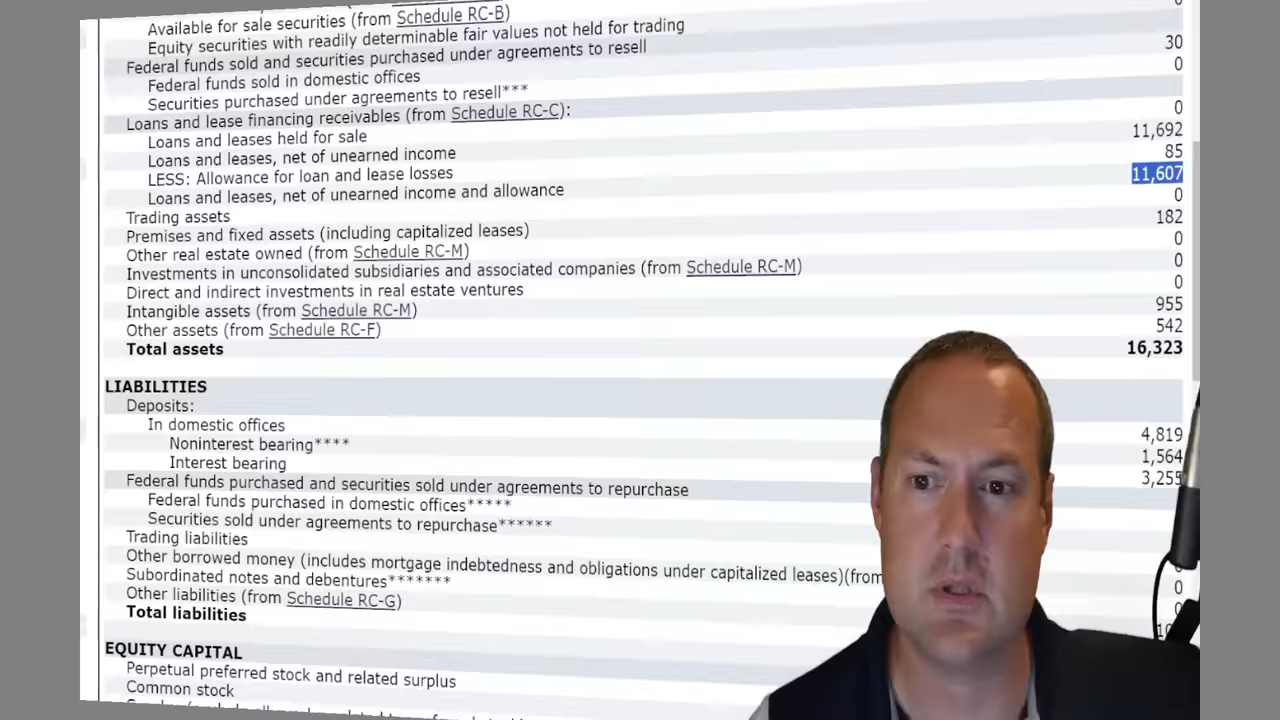 Available for sale securities (from Schedule RC-B)
Equity securities with readily determinable fair values not held for trading
Federal funds sold and securities purchased under agreements to resell 30
Federal funds sold in domestic offices 0
Securities purchased under agreements to resell***
Loans and lease financing receivables (from Schedule RC-C): 0
Loans and leases held for sale 11,692
Loans and leases, net of unearned income 85
LESS: Allowance for loan and lease losses 11,607
Loans and leases, net of unearned income and allowance 0
Trading assets 182
Premises and fixed assets (including capitalized leases) 0
Other real estate owned (from Schedule RC-M) 0
Investments in unconsolidated subsidiaries and associated companies (from Schedule RC-M) 0
Direct and indirect investments in real estate ventures
Intangible assets (from Schedule RC-M) 955
Other assets (from Schedule RC-F) 542
Total assets 16,323
LIABILITIES
Deposits:
In domestic offices 4,819
Noninterest bearing**** 1,564
Interest bearing 3,255
Federal funds purchased and securities sold under agreements to repurchase
Federal funds purchased in domestic offices*****
Securities sold under agreements to repurchase******
Trading liabilities
Other borrowed money (includes mortgage indebtedness and obligations under capitalized leases)(from
Subordinated notes and debentures******* 0
Other liabilities (from Schedule RC-G)
Total liabilities
EQUITY CAPITAL
Perpetual preferred stock and related surplus
Common stock